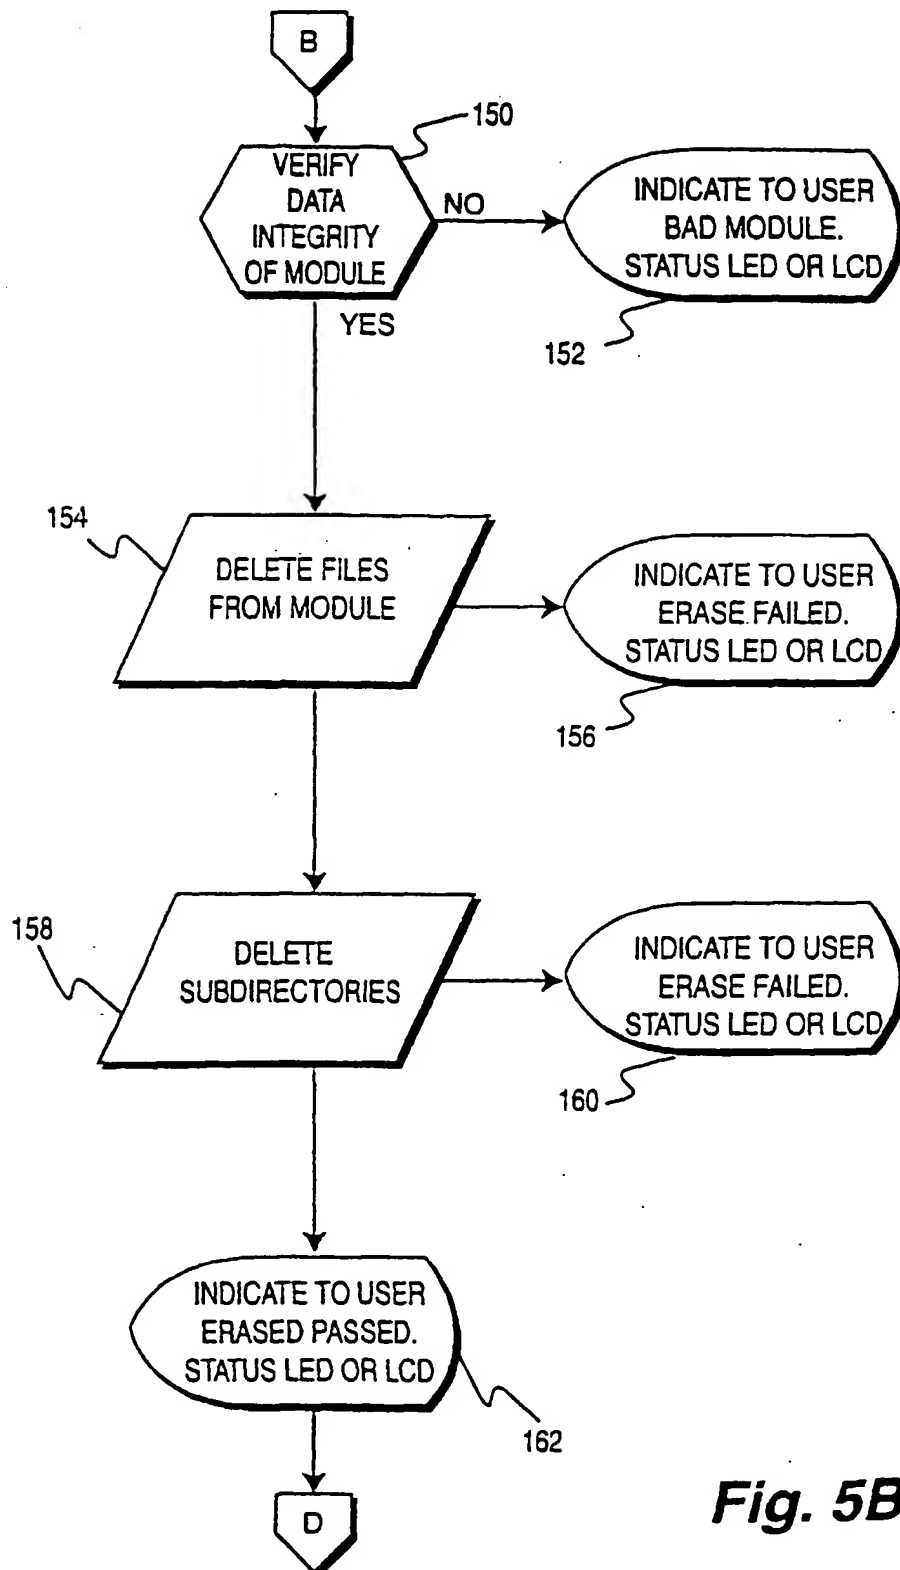 B
150
VERIFY
DATA
INTEGRITY
OF MODULE
NO
INDICATE TO USER
BAD MODULE.
STATUS LED OR LCD
YES
152
154
DELETE FILES
FROM MODULE
INDICATE TO USER
ERASE FAILED.
STATUS LED OR LCD
156
158
DELETE
SUBDIRECTORIES
INDICATE TO USER
ERASE FAILED.
STATUS LED OR LCD
160
INDICATE TO USER
ERASED PASSED.
STATUS LED OR LCD
162
D
Fig. 5B